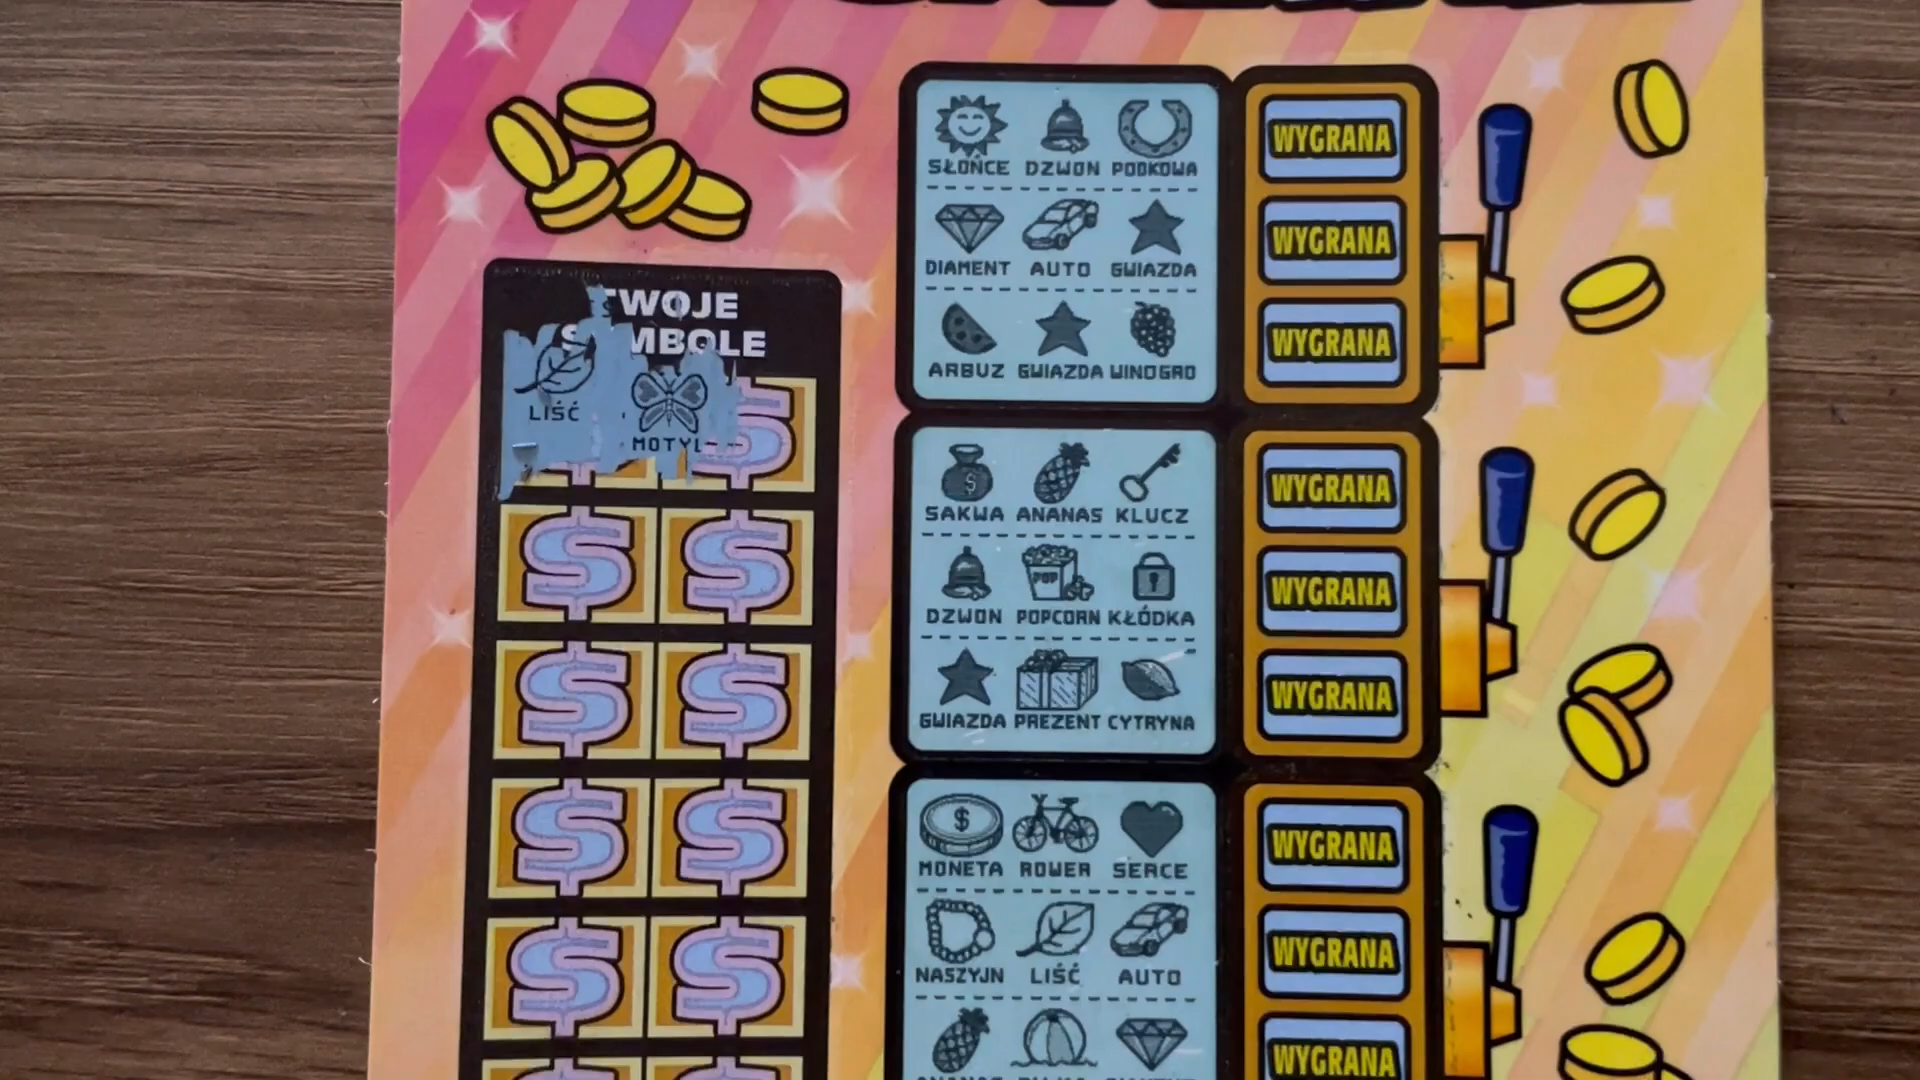 TWOJE
LIŚĆ
MOTYL
SŁOŃCE DZWON PODKOWA
DIAMENT AUTO GWIAZDA
ARBUZ GWIAZDA WINOGRO
WYGRANA
WYGRANA
WYGRANA
SAKWA ANANAS KLUCZ
DZWON POP POPCORN KŁÓDKA
GWIAZDA PREZENT CYTRYNA
WYGRANA
WYGRANA
WYGRANA
MONETA ROWER SERCE
NASZYJN LIŚĆ AUTO
WYGRANA
WYGRANA
WYGRANA